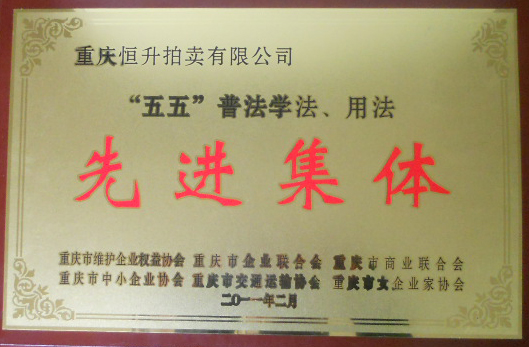 重庆恒升拍卖有限公司
“五五”普法学法、用法
先进集体
重庆市维护企业权益协会 重庆市企业联合会 重庆市商业联合会
重庆市中小企业协会 重庆市交通运输协会 重庆市女企业家协会
二〇一一年二月